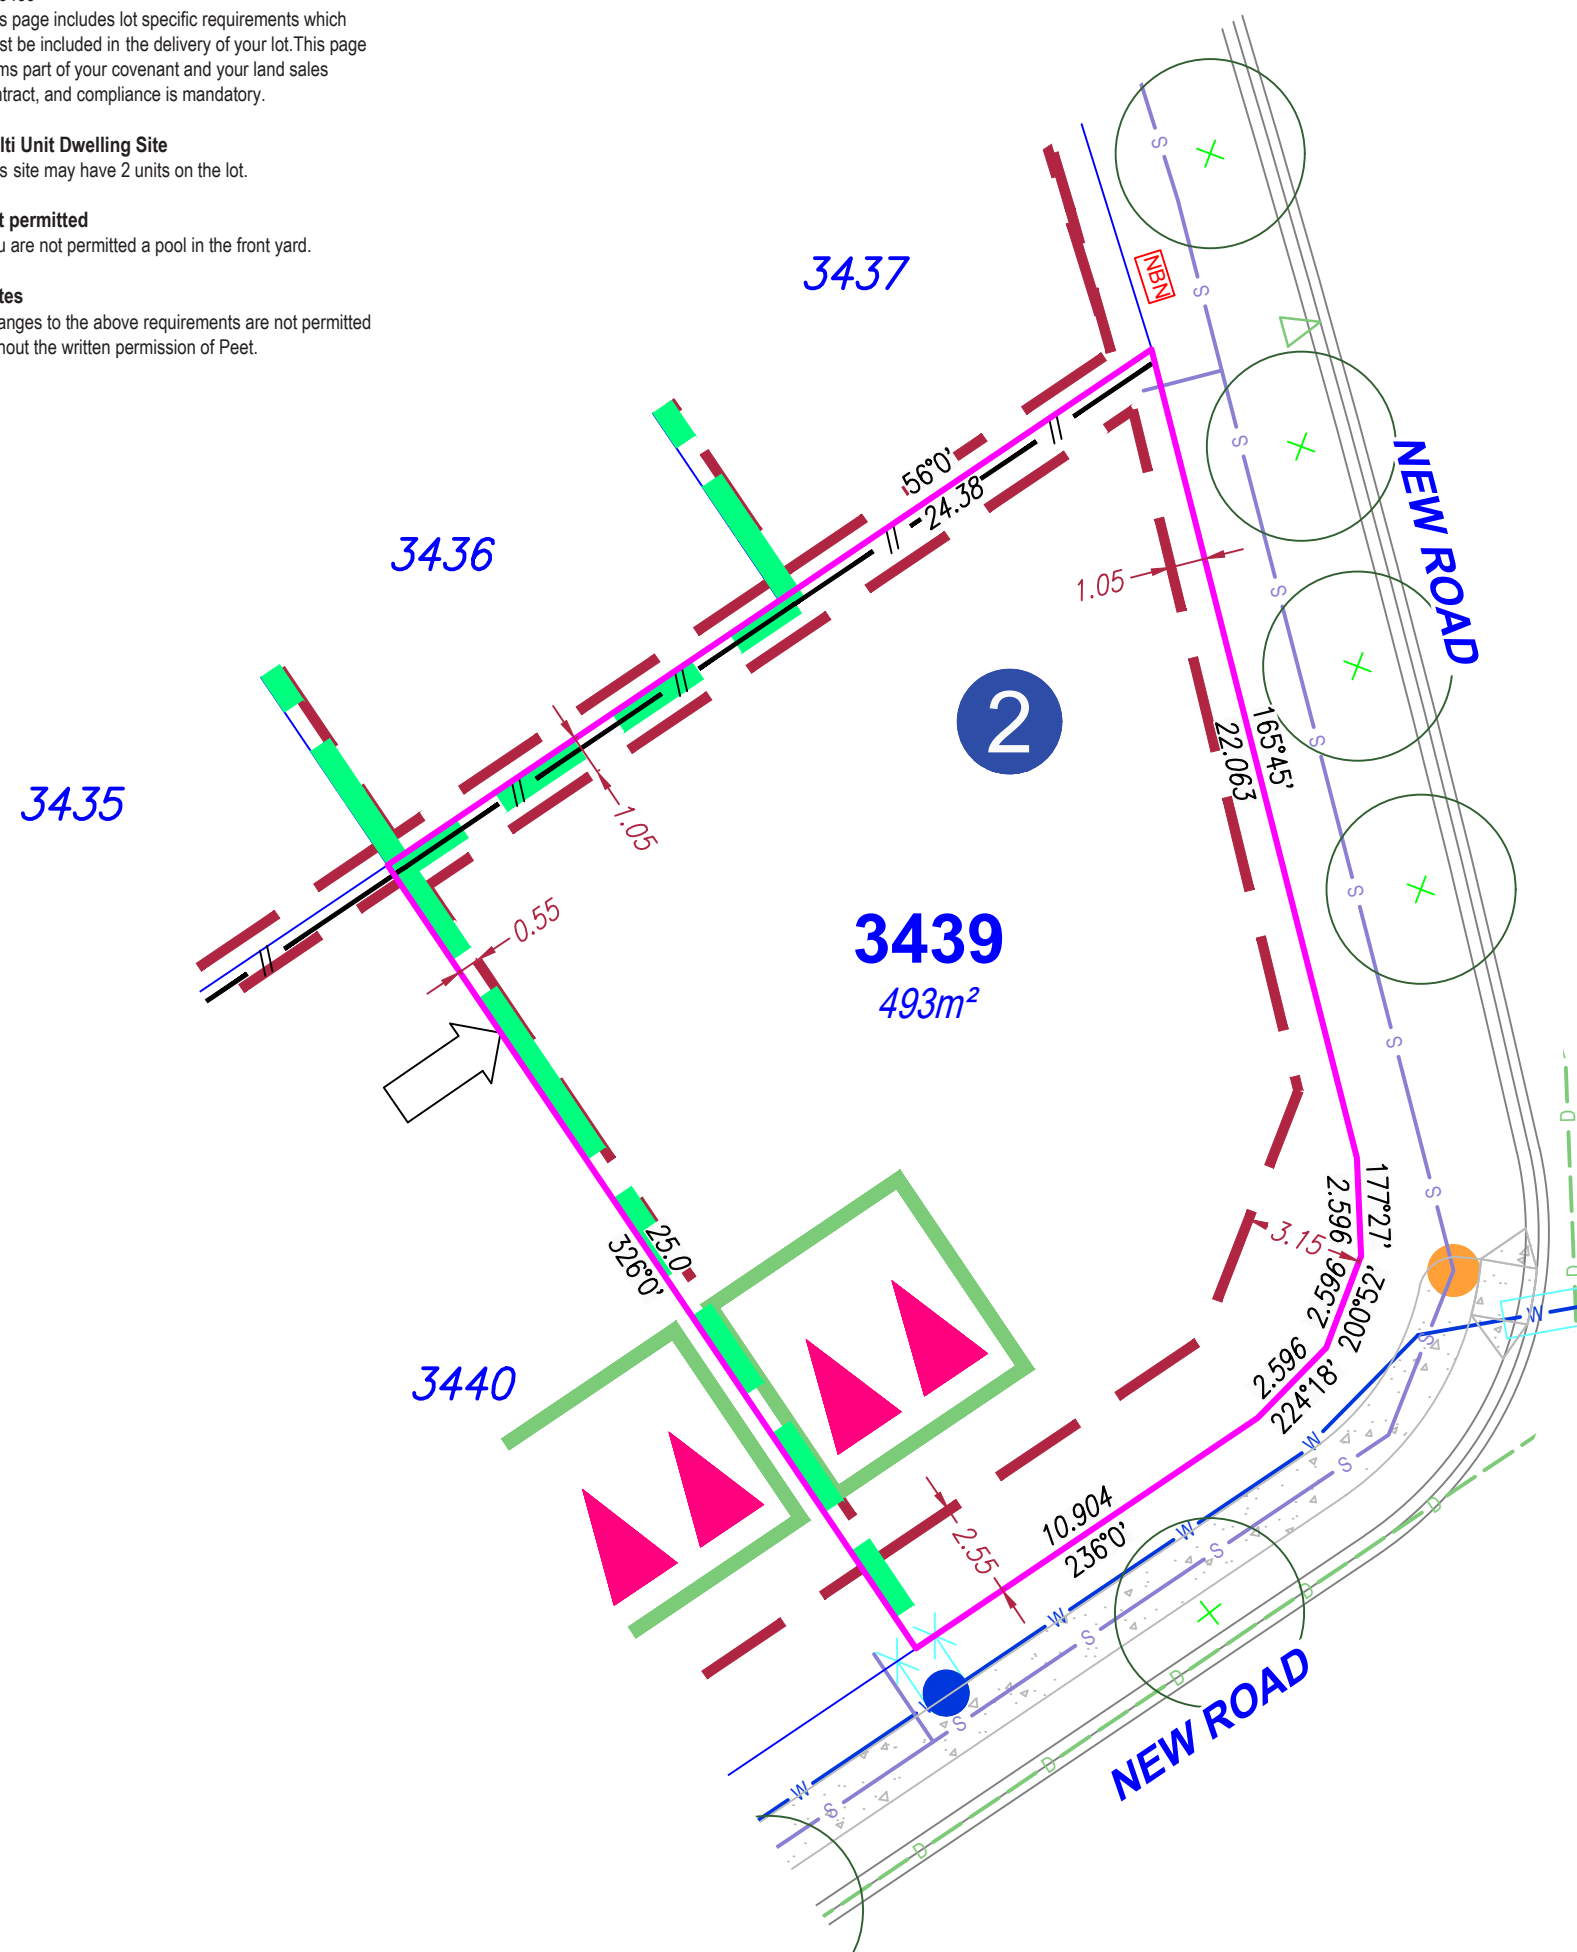 s page includes lot specific requirements which
st be included in the delivery of your lot.This page
ms part of your covenant and your land sales
ntract, and compliance is mandatory.
lti Unit Dwelling Site
s site may have 2 units on the lot.
t permitted
u are not permitted a pool in the front yard.
tes
anges to the above requirements are not permitted
hout the written permission of Peet.
3437
NBN
56°0'
24.38
3436
NEW ROAD
1.05
2
165°45'
22.063
3435
1.05
0.55
3439
493m²
177°27'
2.596
3.15
25.0
326°0'
2.596
200°52'
2.596
224°18'
3440
10.904
236°0'
2.55
NEW ROAD
S
S
S
S
S
S
S
S
S
S
S
S
S
S
W
W
W
W
W
D
D
D
D
D
D
D